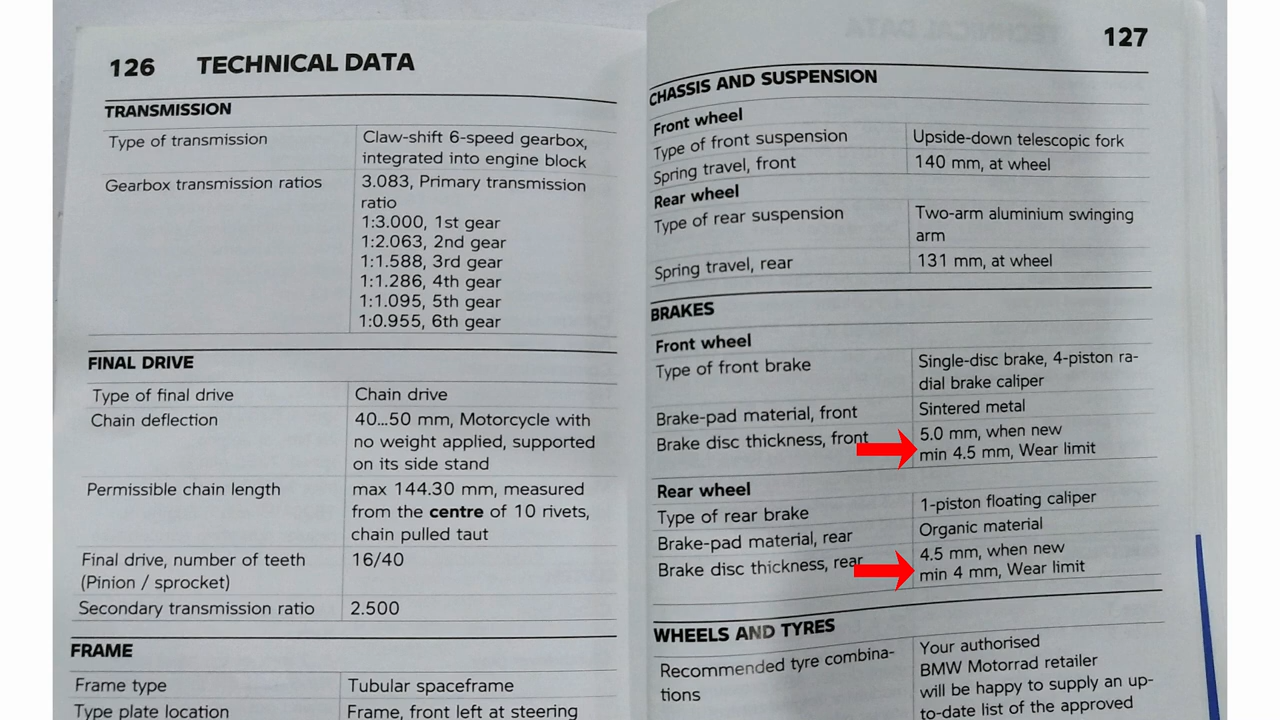 126 TECHNICAL DATA
TRANSMISSION
Type of transmission Claw-shift 6-speed gearbox,
integrated into engine block
Gearbox transmission ratios 3.083, Primary transmission
ratio
1:3.000, 1st gear
1:2.063, 2nd gear
1:1.588, 3rd gear
1:1.286, 4th gear
1:1.095, 5th gear
1:0.955, 6th gear
FINAL DRIVE
Type of final drive Chain drive
Chain deflection 40...50 mm, Motorcycle with
no weight applied, supported
on its side stand
Permissible chain length max 144.30 mm, measured
from the centre of 10 rivets,
chain pulled taut
Final drive, number of teeth 16/40
(Pinion / sprocket)
Secondary transmission ratio 2.500
FRAME
Frame type Tubular spaceframe
Type plate location Frame, front left at steering
127
CHASSIS AND SUSPENSION
Front wheel
Type of front suspension Upside-down telescopic fork
Spring travel, front 140 mm, at wheel
Rear wheel
Type of rear suspension Two-arm aluminium swinging
arm
Spring travel, rear 131 mm, at wheel
BRAKES
Front wheel
Type of front brake Single-disc brake, 4-piston ra-
dial brake caliper
Brake-pad material, front Sintered metal
Brake disc thickness, front 5.0 mm, when new
min 4.5 mm, Wear limit
Rear wheel
Type of rear brake 1-piston floating caliper
Brake-pad material, rear Organic material
Brake disc thickness, rear 4.5 mm, when new
min 4 mm, Wear limit
WHEELS AND TYRES
Recommended tyre combina- Your authorised
tions BMW Motorrad retailer
will be happy to supply an up-
to-date list of the approved